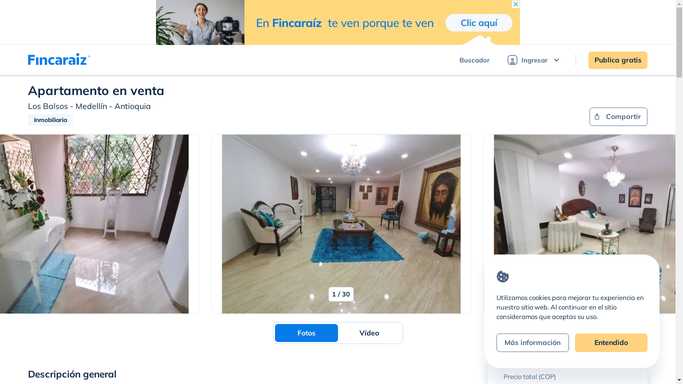 En Fincaraíz te ven porque te ven
Clic aquí
Fincaraiz
Buscador
Ingresar
Publica gratis
Apartamento en venta
Los Balsos - Medellín - Antioquia
Inmobiliaria
Compartir
1 / 30
Fotos
Vídeo
Utilizamos cookies para mejorar tu experiencia en
nuestro sitio web. Al continuar en el sitio
consideramos que aceptas su uso.
Más información
Entendido
Descripción general
Precio total (COP)